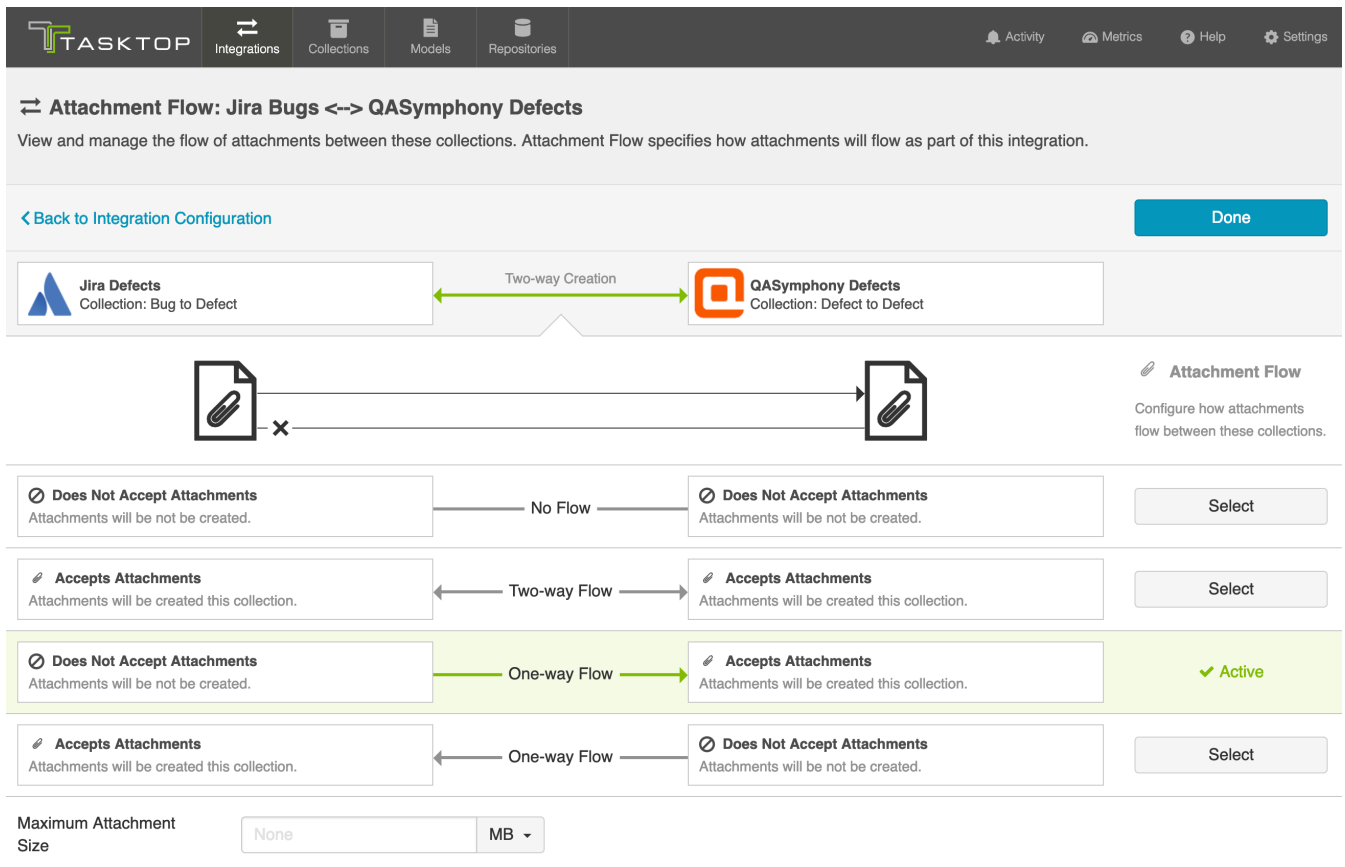 TASKTOP
Integrations
Collections
Models
Repositories
Activity
Metrics
Help
Settings
Attachment Flow: Jira Bugs <--> QASymphony Defects
View and manage the flow of attachments between these collections. Attachment Flow specifies how attachments will flow as part of this integration.
Back to Integration Configuration
Done
Jira Defects
Collection: Bug to Defect
Two-way Creation
QASymphony Defects
Collection: Defect to Defect
Attachment Flow
Configure how attachments
flow between these collections.
Does Not Accept Attachments
Attachments will be not be created.
No Flow
Does Not Accept Attachments
Attachments will be not be created.
Select
Accepts Attachments
Attachments will be created this collection.
Two-way Flow
Accepts Attachments
Attachments will be created this collection.
Select
Does Not Accept Attachments
Attachments will be not be created.
One-way Flow
Accepts Attachments
Attachments will be created this collection.
Active
Accepts Attachments
Attachments will be created this collection.
One-way Flow
Does Not Accept Attachments
Attachments will be not be created.
Select
Maximum Attachment
Size
None
MB